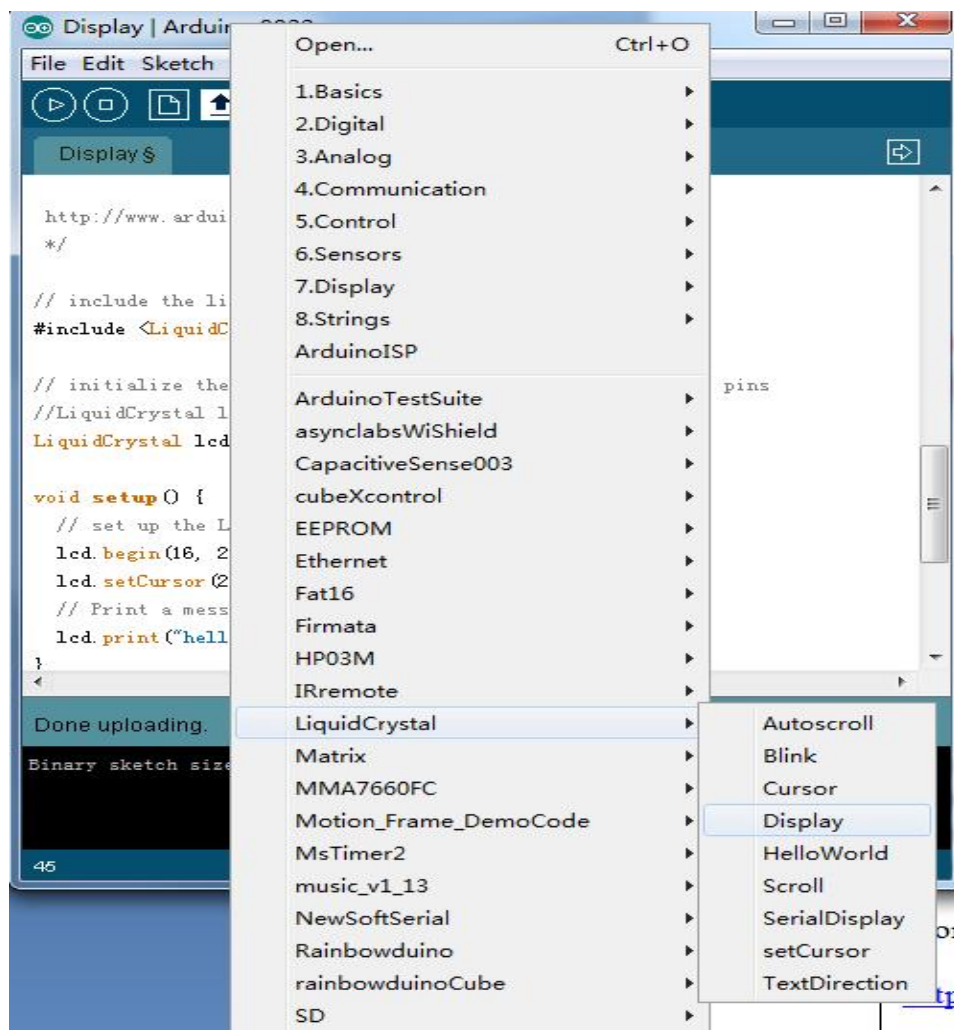 Display | Arduin
File Edit Sketch
Display §
http://www.ardui
*/
// include the li
#include <LiquidC
// initialize the
pins
//LiquidCrystal l
LiquidCrystal lcd
void setup() {
// set up the L
lcd.begin(16, 2
lcd.setCursor(2
// Print a mess
lcd.print("hell
}
Done uploading.
Binary sketch size
45
Open... Ctrl+O
1.Basics
2.Digital
3.Analog
4.Communication
5.Control
6.Sensors
7.Display
8.Strings
ArduinoISP
ArduinoTestSuite
asynclabsWiShield
CapacitiveSense003
cubeXcontrol
EEPROM
Ethernet
Fat16
Firmata
HP03M
IRremote
LiquidCrystal
Matrix
MMA7660FC
Motion_Frame_DemoCode
MsTimer2
music_v1_13
NewSoftSerial
Rainbowduino
rainbowduinoCube
SD
Autoscroll
Blink
Cursor
Display
HelloWorld
Scroll
SerialDisplay
setCursor
TextDirection